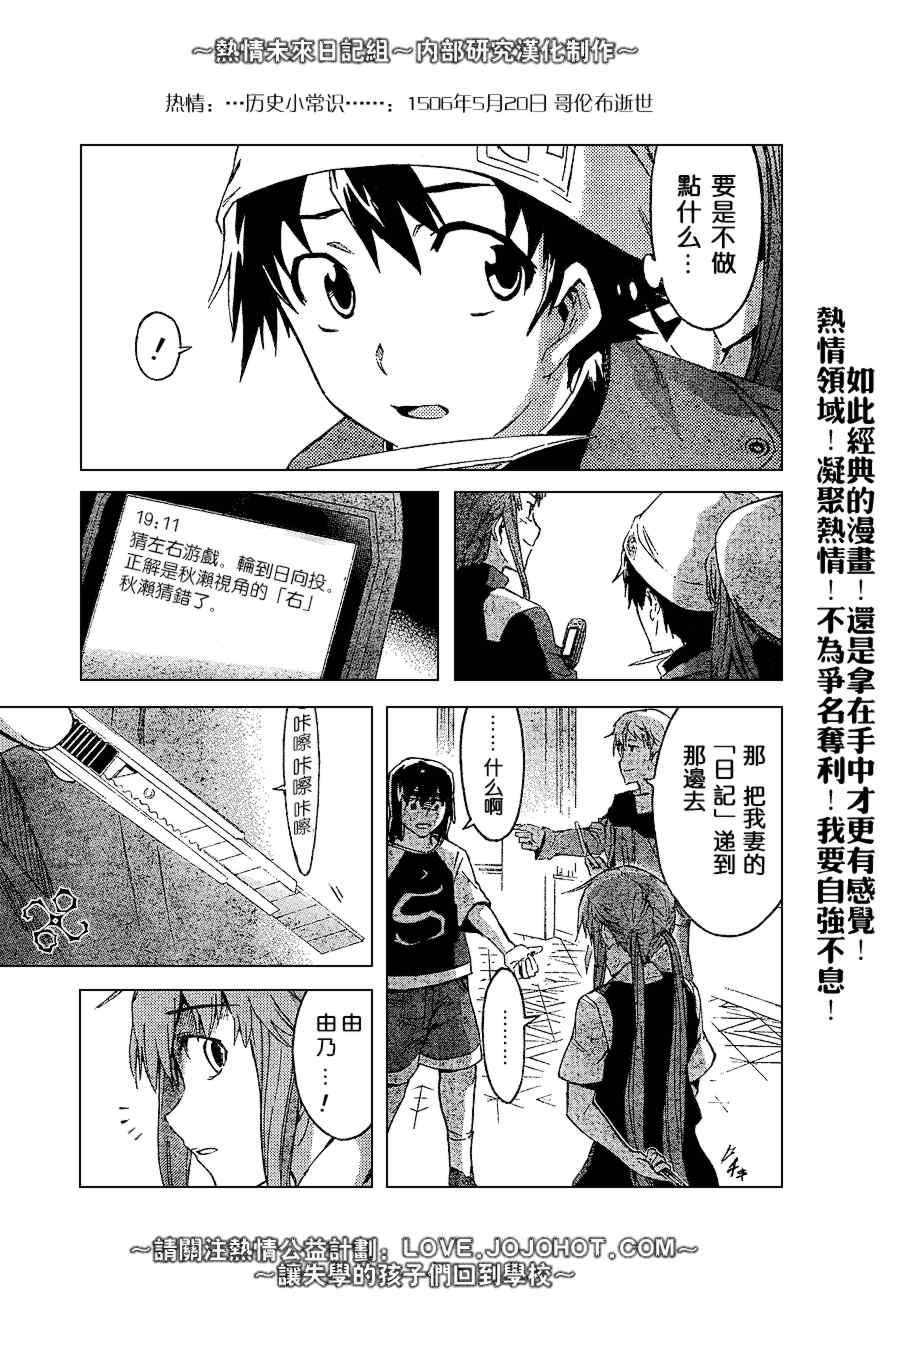 ～熱情未來日記組～內部研究漢化制作～
热情：…历史小常识……：1506年5月20日 哥伦布逝世
要是不做
點什么…
！
19:11
猜左右游戲。輪到日向投。
正解是秋瀨視角的「右」
秋瀨猜錯了。
那 把我妻的
「日記」递到
那邊去
……
什么啊
……
咔嚓咔嚓咔嚓
由
由乃…！
如此經典的漫畫！還是拿在手中才更有感覺！
熱情領域！凝聚熱情！不為爭名奪利！我要自強不息！
～請關注熱情公益計劃：LOVE.JOJOHOT.COM～
～讓失學的孩子們回到學校～